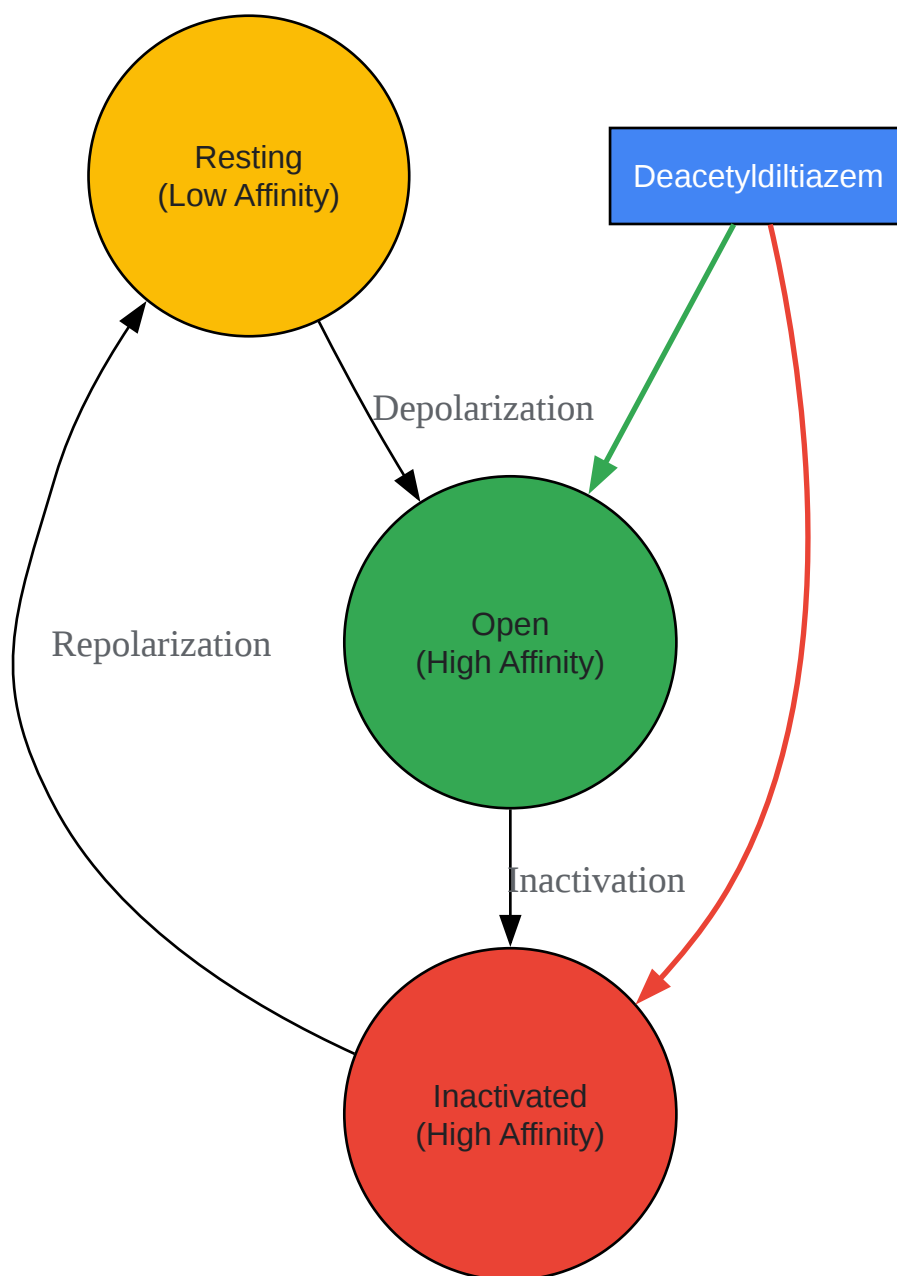 Resting
(Low Affinity)
Deacetyldiltiazem
Depolarization
Open
(High Affinity)
Repolarization
Inactivation
Inactivated
(High Affinity)